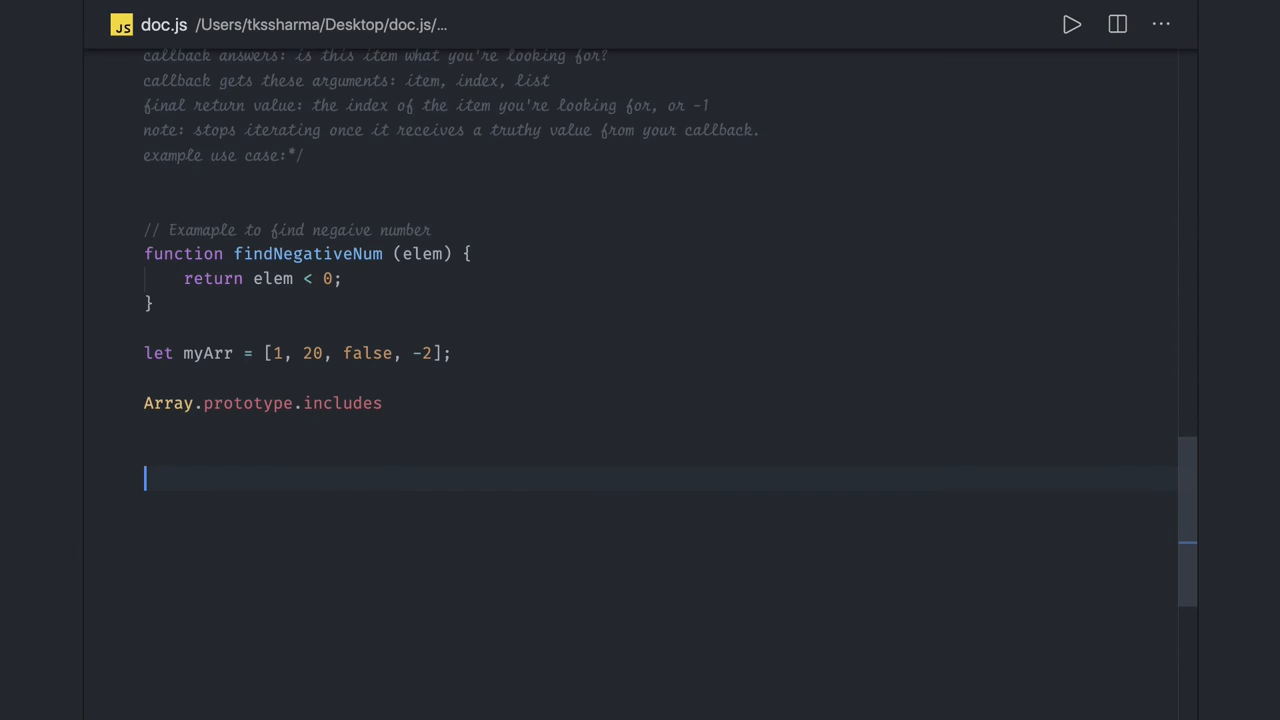 JS doc.js /Users/tkssharma/Desktop/doc.js/... ...
callback answers: is this item what you're looking for?
callback gets these arguments: item, index, list
final return value: the index of the item you're looking for, or -1
note: stops iterating once it receives a truthy value from your callback.
example use case:*/
// Examaple to find negaive number
function findNegativeNum (elem) {
return elem < 0;
}
let myArr = [1, 20, false, -2];
Array.prototype.includes